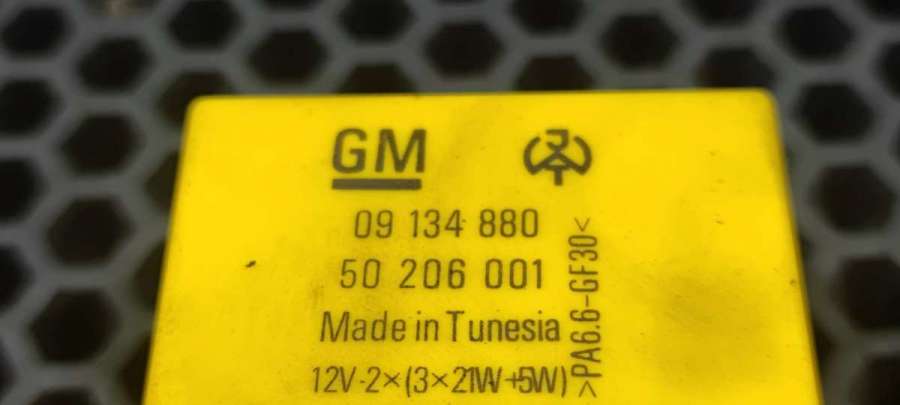 GM
09 134 880
50 206 001
Made in Tunesia
12V-2×(3×21W+5W)
>PA6.6-GF30<